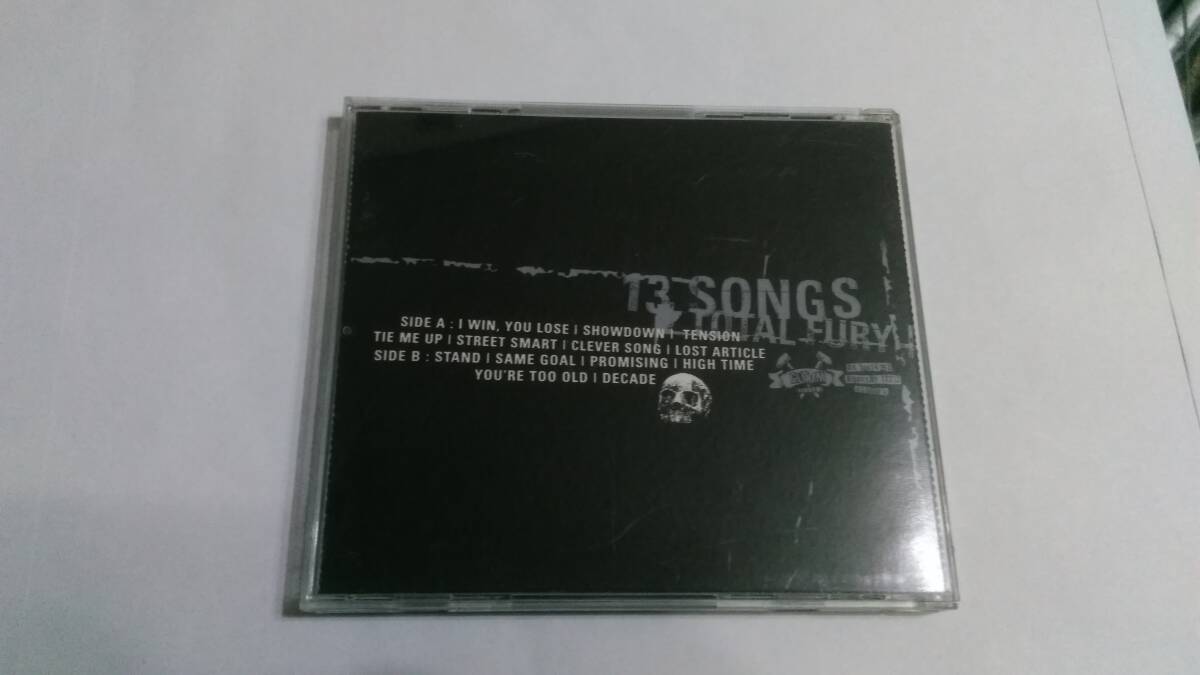 13 SONGS
TOTAL FURY
SIDE A : I WIN, YOU LOSE | SHOWDOWN | TENSION
TIE ME UP | STREET SMART | CLEVER SONG | LOST ARTICLE
SIDE B : STAND | SAME GOAL | PROMISING | HIGH TIME
YOU'RE TOO OLD | DECADE